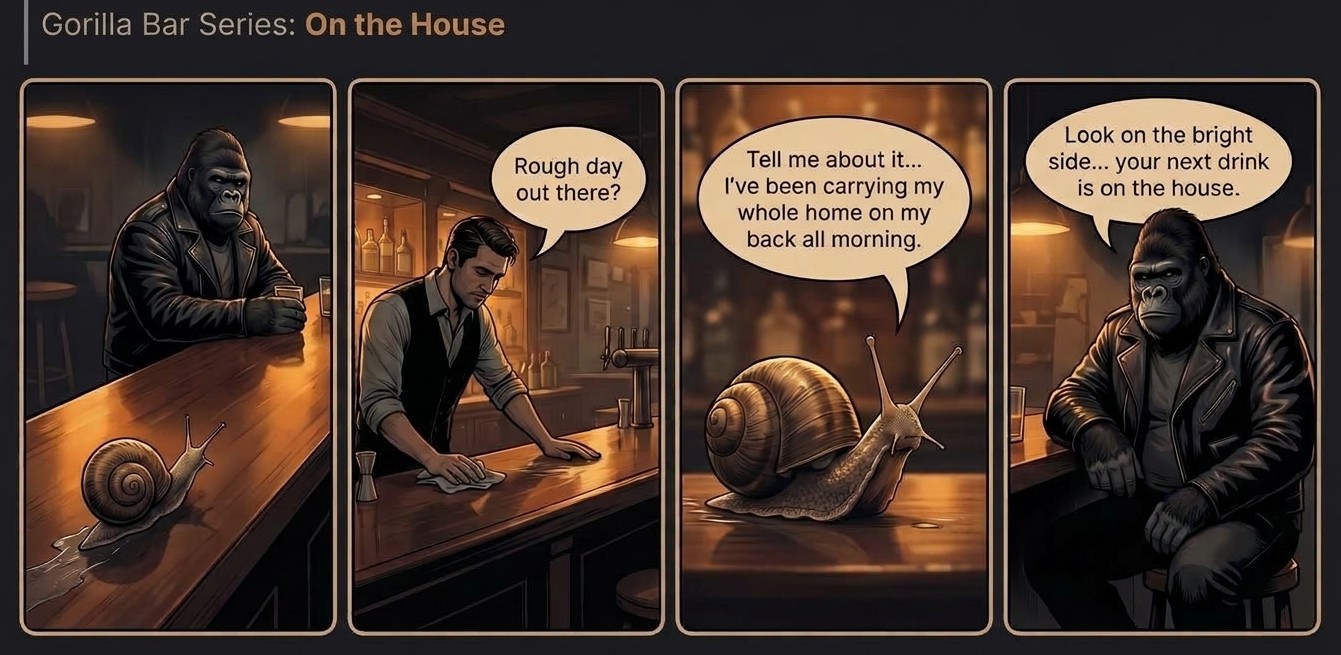 Gorilla Bar Series: On the House
Rough day
out there?
Tell me about it...
I've been carrying my
whole home on my
back all morning.
Look on the bright
side... your next drink
is on the house.